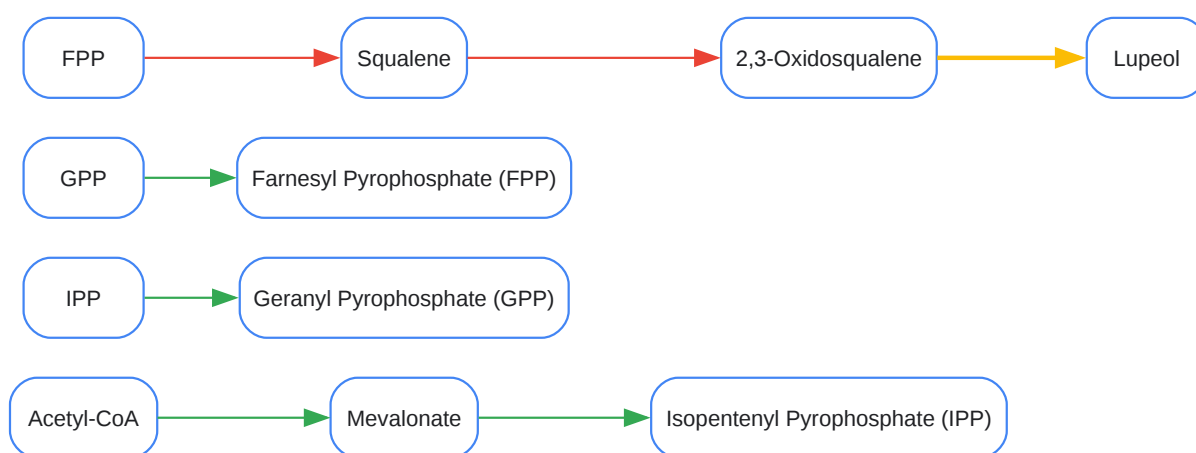 FPP
Squalene
2,3-Oxidosqualene
Lupeol
GPP
Farnesyl Pyrophosphate (FPP)
IPP
Geranyl Pyrophosphate (GPP)
Acetyl-CoA
Mevalonate
Isopentenyl Pyrophosphate (IPP)